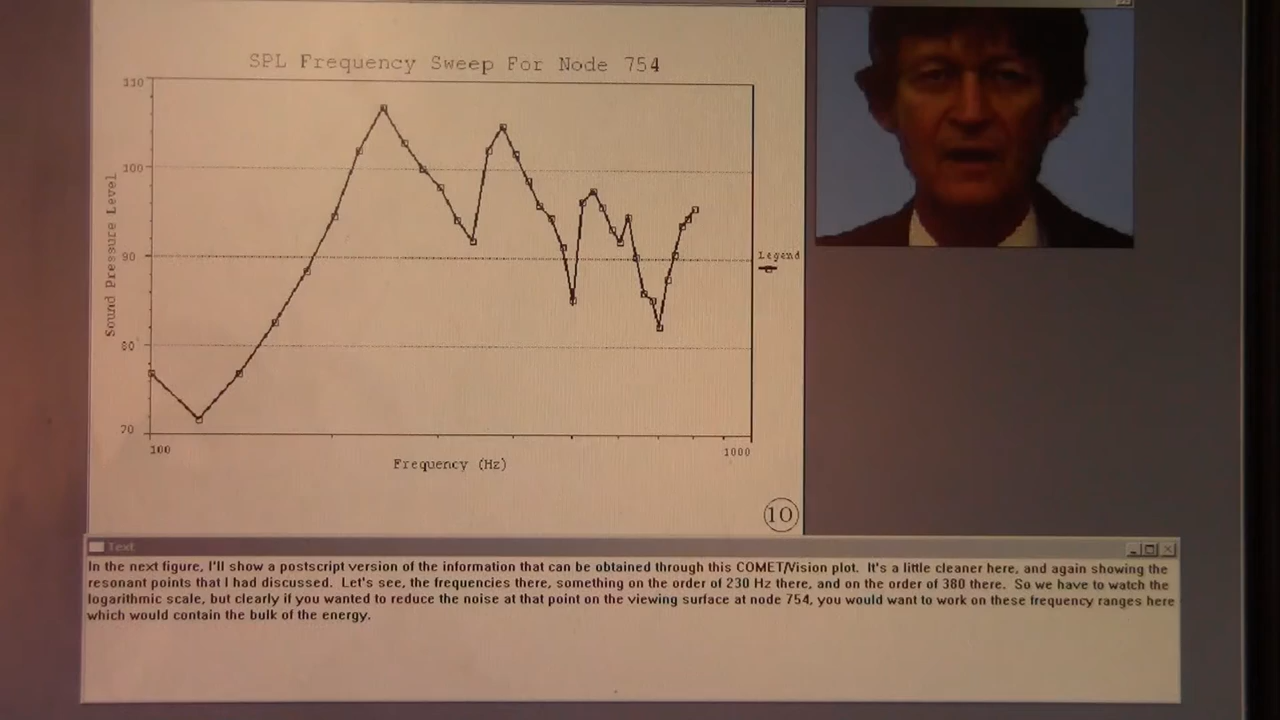 SPL Frequency Sweep For Node 754
110
100
90
80
70
Sound Pressure Level
100
1000
Frequency (Hz)
Legend
10
Text
In the next figure, I'll show a postscript version of the information that can be obtained through this COMET/Vision plot. It's a little cleaner here, and again showing the
resonant points that I had discussed. Let's see, the frequencies there, something on the order of 230 Hz there, and on the order of 380 there. So we have to watch the
logarithmic scale, but clearly if you wanted to reduce the noise at that point on the viewing surface at node 754, you would want to work on these frequency ranges here
which would contain the bulk of the energy.